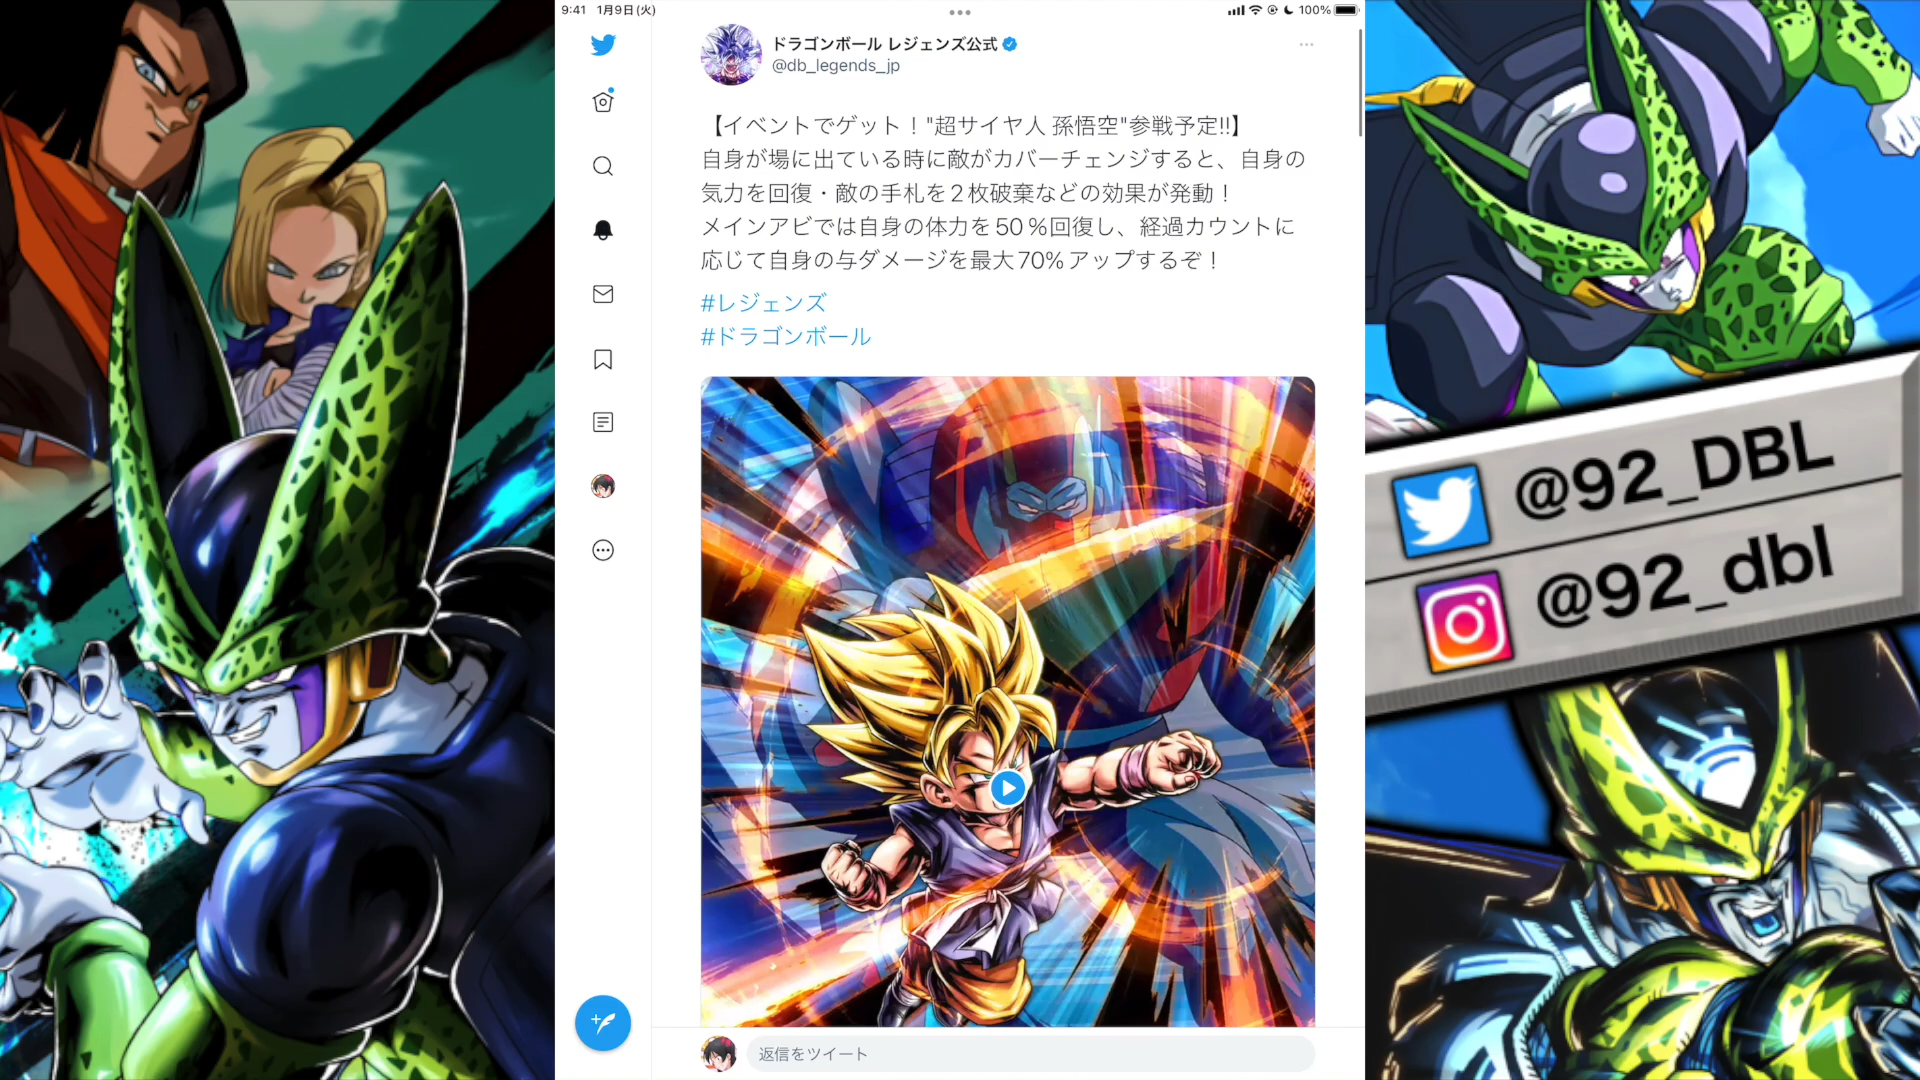 9:41 1月9日(火)
100%
ドラゴンボール レジェンズ公式
@db_legends_jp
【イベントでゲット！"超サイヤ人 孫悟空"参戦予定!!】
自身が場に出ている時に敵がカバーチェンジすると、自身の
気力を回復・敵の手札を２枚破棄などの効果が発動！
メインアビでは自身の体力を50％回復し、経過カウントに
応じて自身の与ダメージを最大70%アップするぞ！
#レジェンズ
#ドラゴンボール
返信をツイート
@92_DBL
@92_dbl